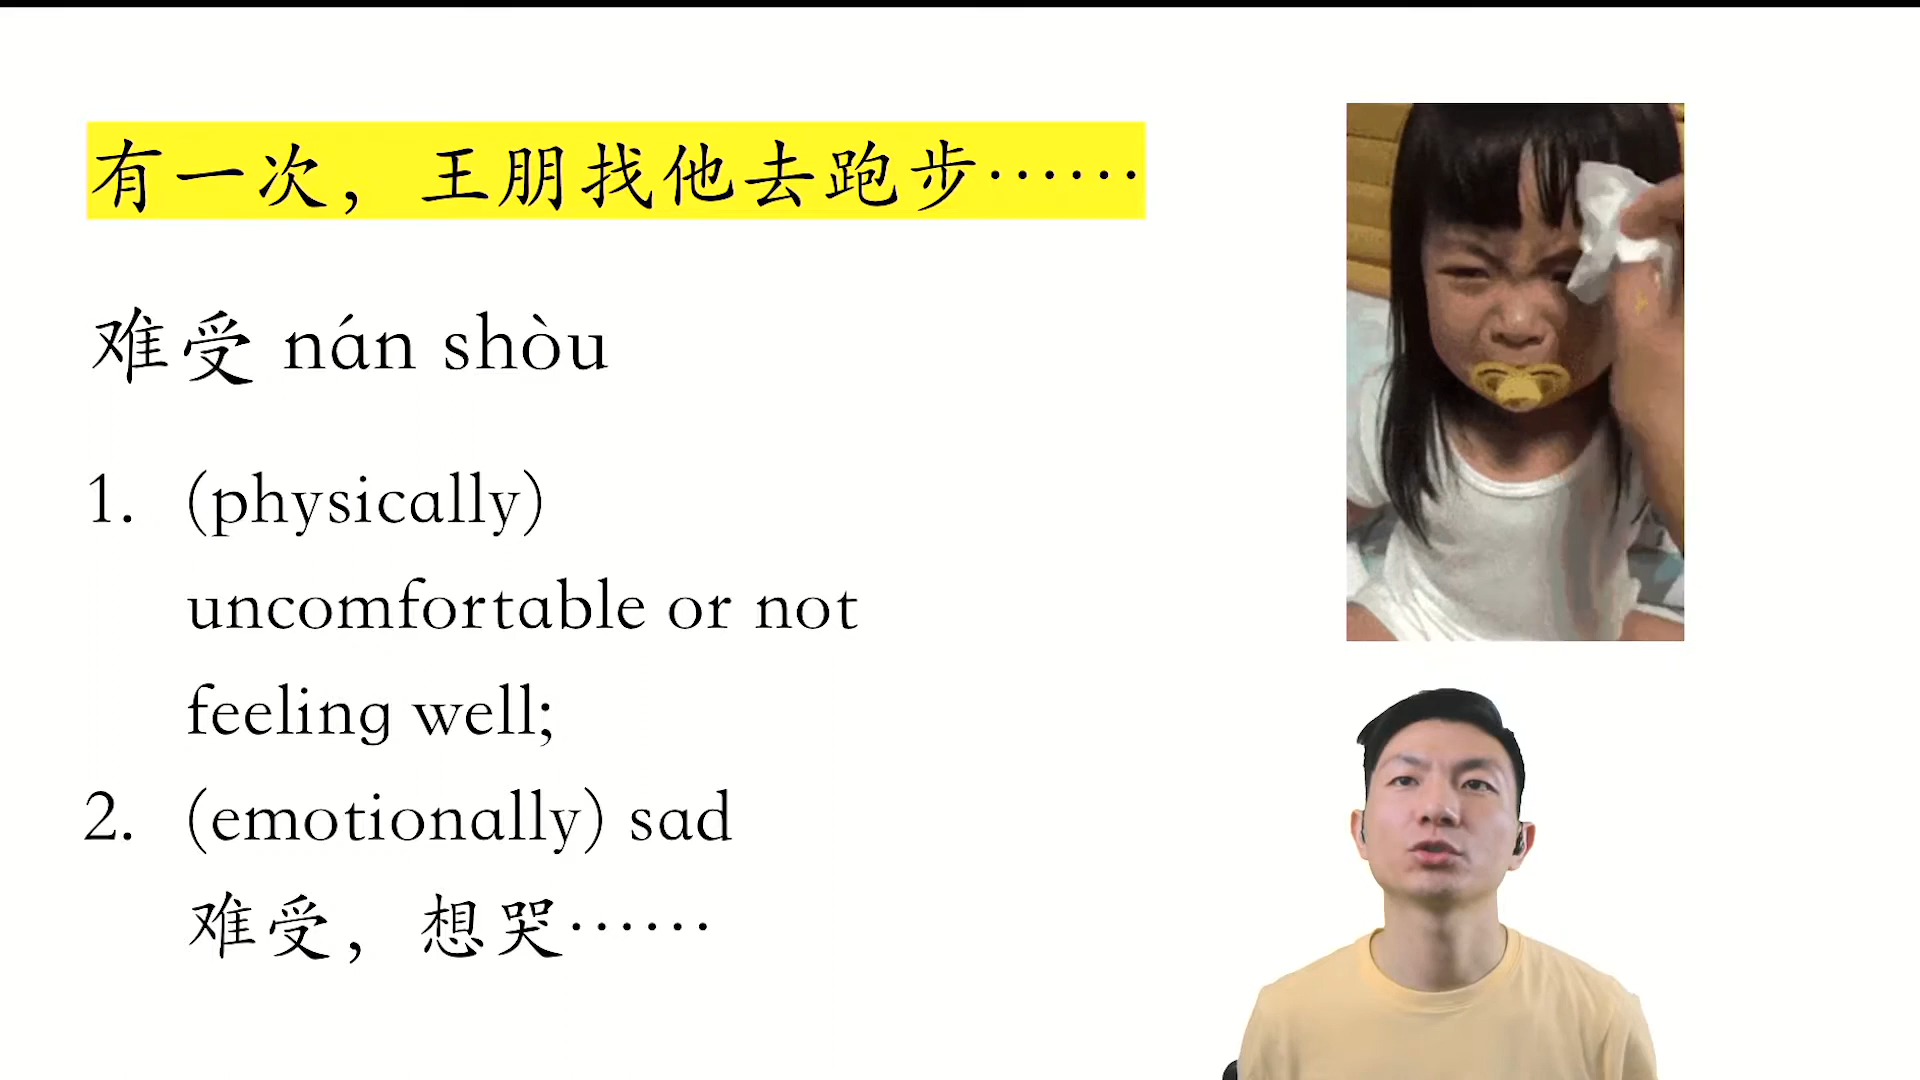 有一次，王朋找他去跑步……
难受 nán shòu
1. (physically)
uncomfortable or not
feeling well;
2. (emotionally) sad
难受，想哭……